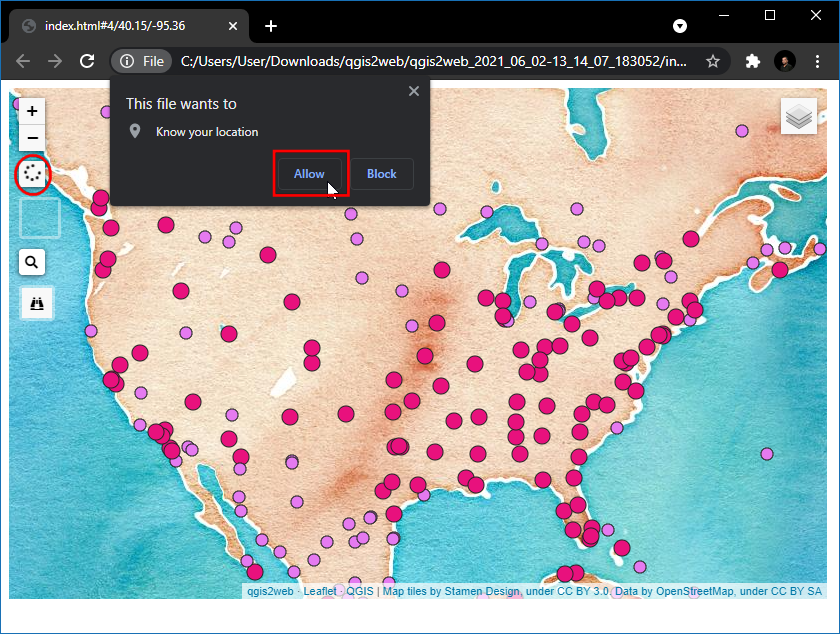 index.html#4/40.15/-95.36
File
C:/Users/User/Downloads/qgis2web/qgis2web_2021_06_02-13_14_07_183052/in...
This file wants to
Know your location
Allow
Block
+
−
qgis2web · Leaflet · QGIS | Map tiles by Stamen Design, under CC BY 3.0. Data by OpenStreetMap, under CC BY SA